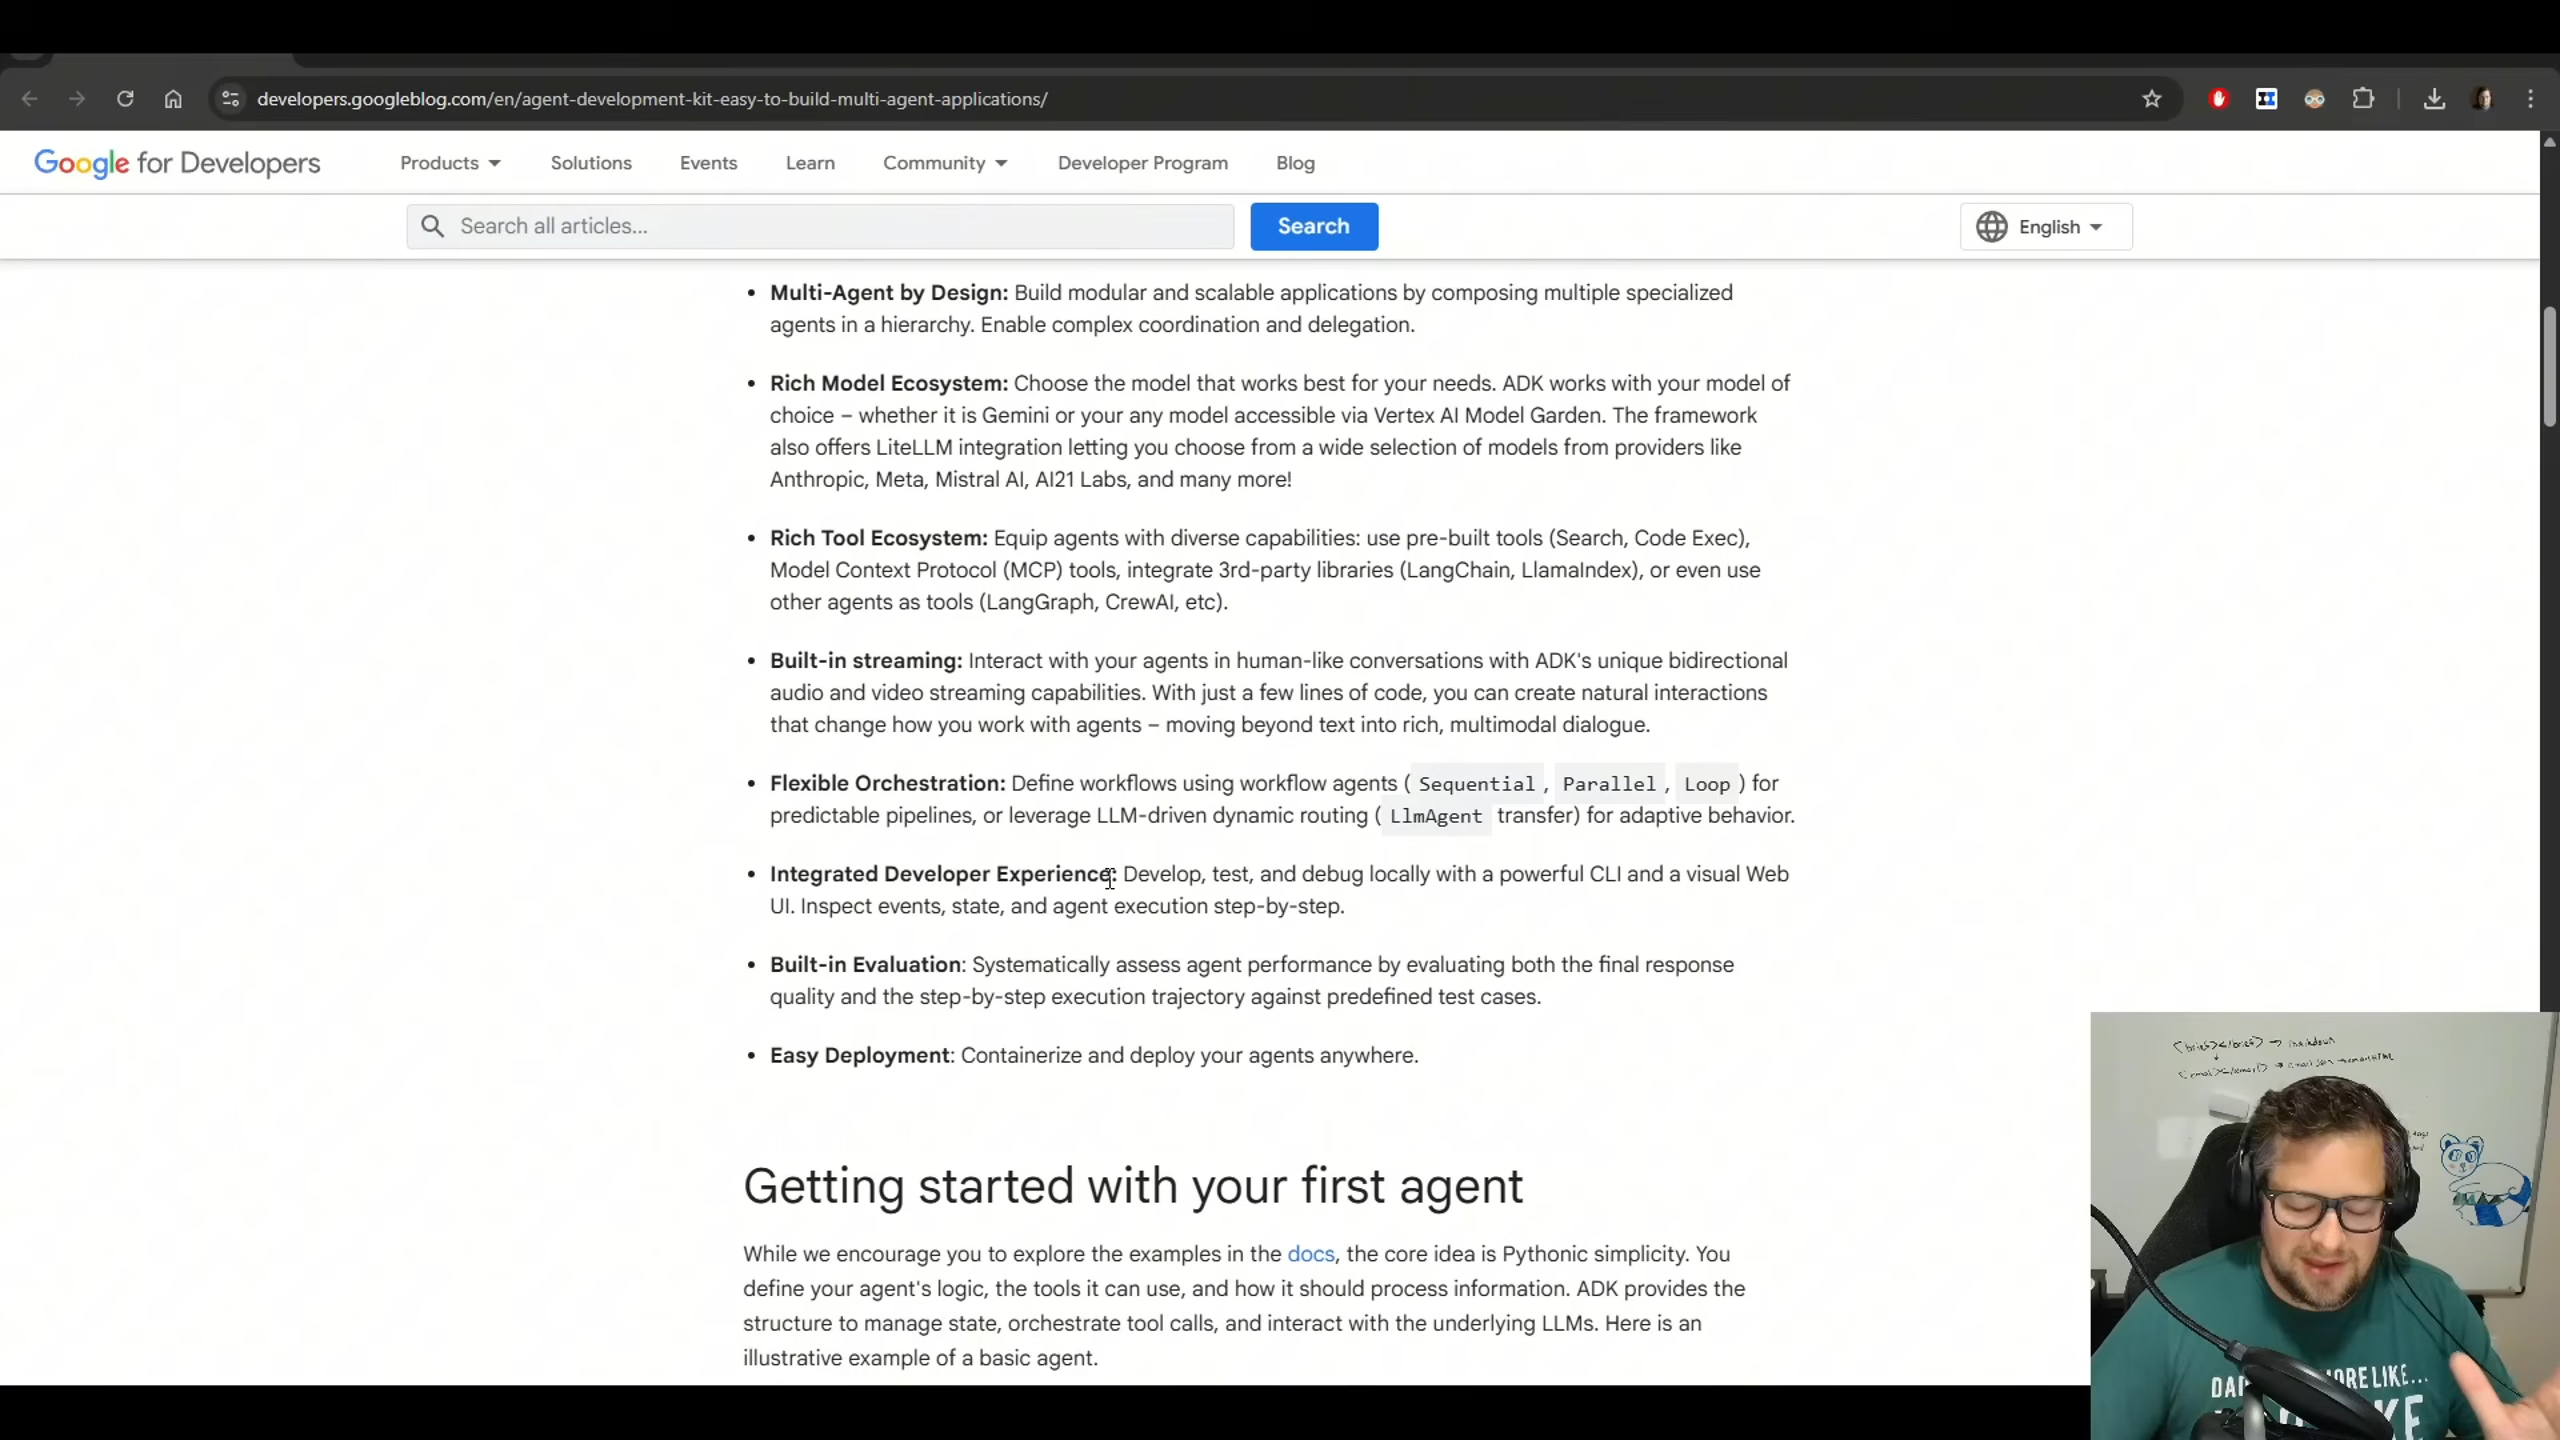 developers.googleblog.com/en/agent-development-kit-easy-to-build-multi-agent-applications/
Google for Developers
Products
Solutions
Events
Learn
Community
Developer Program
Blog
Search all articles...
Search
English
• Multi-Agent by Design: Build modular and scalable applications by composing multiple specialized
agents in a hierarchy. Enable complex coordination and delegation.
• Rich Model Ecosystem: Choose the model that works best for your needs. ADK works with your model of
choice – whether it is Gemini or your any model accessible via Vertex AI Model Garden. The framework
also offers LiteLLM integration letting you choose from a wide selection of models from providers like
Anthropic, Meta, Mistral AI, AI21 Labs, and many more!
• Rich Tool Ecosystem: Equip agents with diverse capabilities: use pre-built tools (Search, Code Exec),
Model Context Protocol (MCP) tools, integrate 3rd-party libraries (LangChain, LlamaIndex), or even use
other agents as tools (LangGraph, CrewAI, etc).
• Built-in streaming: Interact with your agents in human-like conversations with ADK's unique bidirectional
audio and video streaming capabilities. With just a few lines of code, you can create natural interactions
that change how you work with agents – moving beyond text into rich, multimodal dialogue.
• Flexible Orchestration: Define workflows using workflow agents ( Sequential , Parallel , Loop ) for
predictable pipelines, or leverage LLM-driven dynamic routing ( LlmAgent transfer) for adaptive behavior.
• Integrated Developer Experience: Develop, test, and debug locally with a powerful CLI and a visual Web
UI. Inspect events, state, and agent execution step-by-step.
• Built-in Evaluation: Systematically assess agent performance by evaluating both the final response
quality and the step-by-step execution trajectory against predefined test cases.
• Easy Deployment: Containerize and deploy your agents anywhere.
Getting started with your first agent
While we encourage you to explore the examples in the docs, the core idea is Pythonic simplicity. You
define your agent's logic, the tools it can use, and how it should process information. ADK provides the
structure to manage state, orchestrate tool calls, and interact with the underlying LLMs. Here is an
illustrative example of a basic agent.
<brief></brief> → markdown
LIKE...